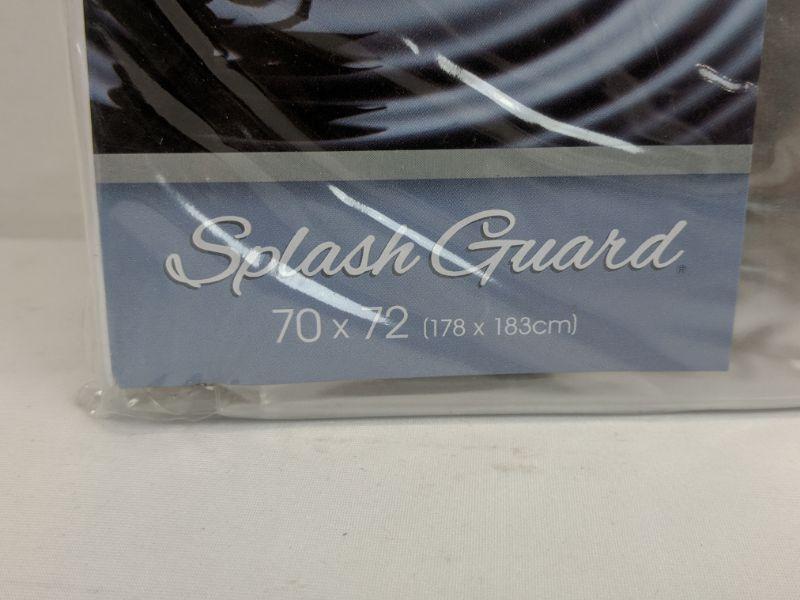 Splash Guard®
70 x 72 (178 x 183cm)